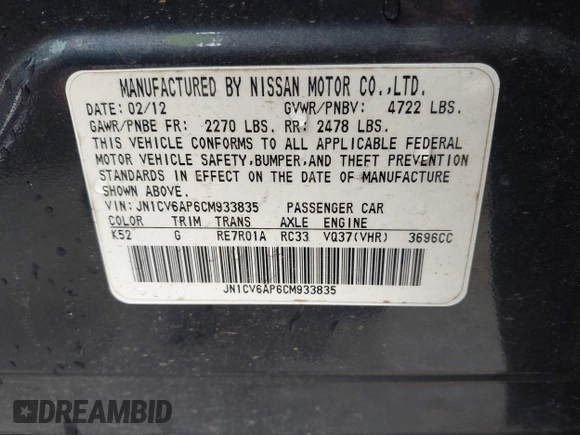 MANUFACTURED BY NISSAN MOTOR CO.,LTD.
DATE: 02/12 GVWR/PNBV: 4722 LBS.
GAWR/PNBE FR: 2270 LBS. RR: 2478 LBS.
THIS VEHICLE CONFORMS TO ALL APPLICABLE FEDERAL
MOTOR VEHICLE SAFETY,BUMPER,AND THEFT PREVENTION
STANDARDS IN EFFECT ON THE DATE OF MANUFACTURE
SHOWN ABOVE.
VIN: JN1CV6AP6CM933835 PASSENGER CAR
COLOR TRIM TRANS AXLE ENGINE
K52 G RE7R01A RC33 VQ37(VHR) 3696CC
JN1CV6AP6CM933835
DREAMBID